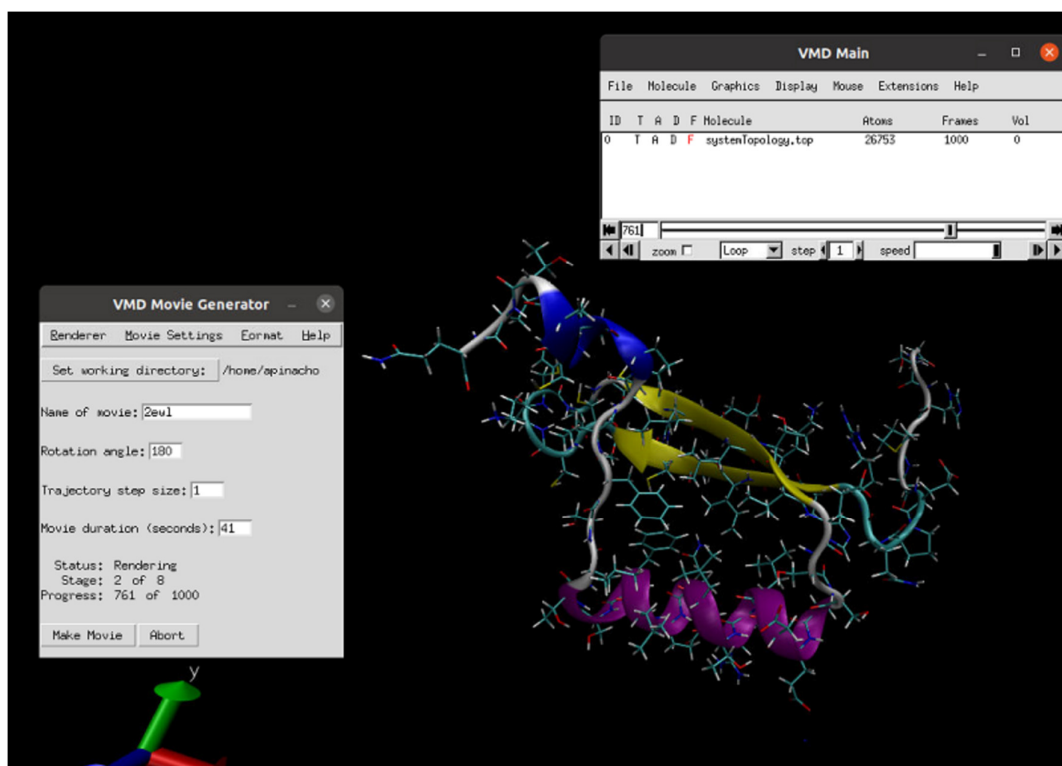 VMD Main
File Molecule Graphics Display Mouse Extensions Help
ID T A D F Molecule Atoms Frames Vol
0 T A D F systemTopology.top 26753 1000 0
761
zoom Loop step 1 speed
VMD Movie Generator
Renderer Movie Settings Format Help
Set working directory: /home/apinacho
Name of movie: 2ewl
Rotation angle: 180
Trajectory step size: 1
Movie duration (seconds): 41
Status: Rendering
Stage: 2 of 8
Progress: 761 of 1000
Make Movie Abort
y